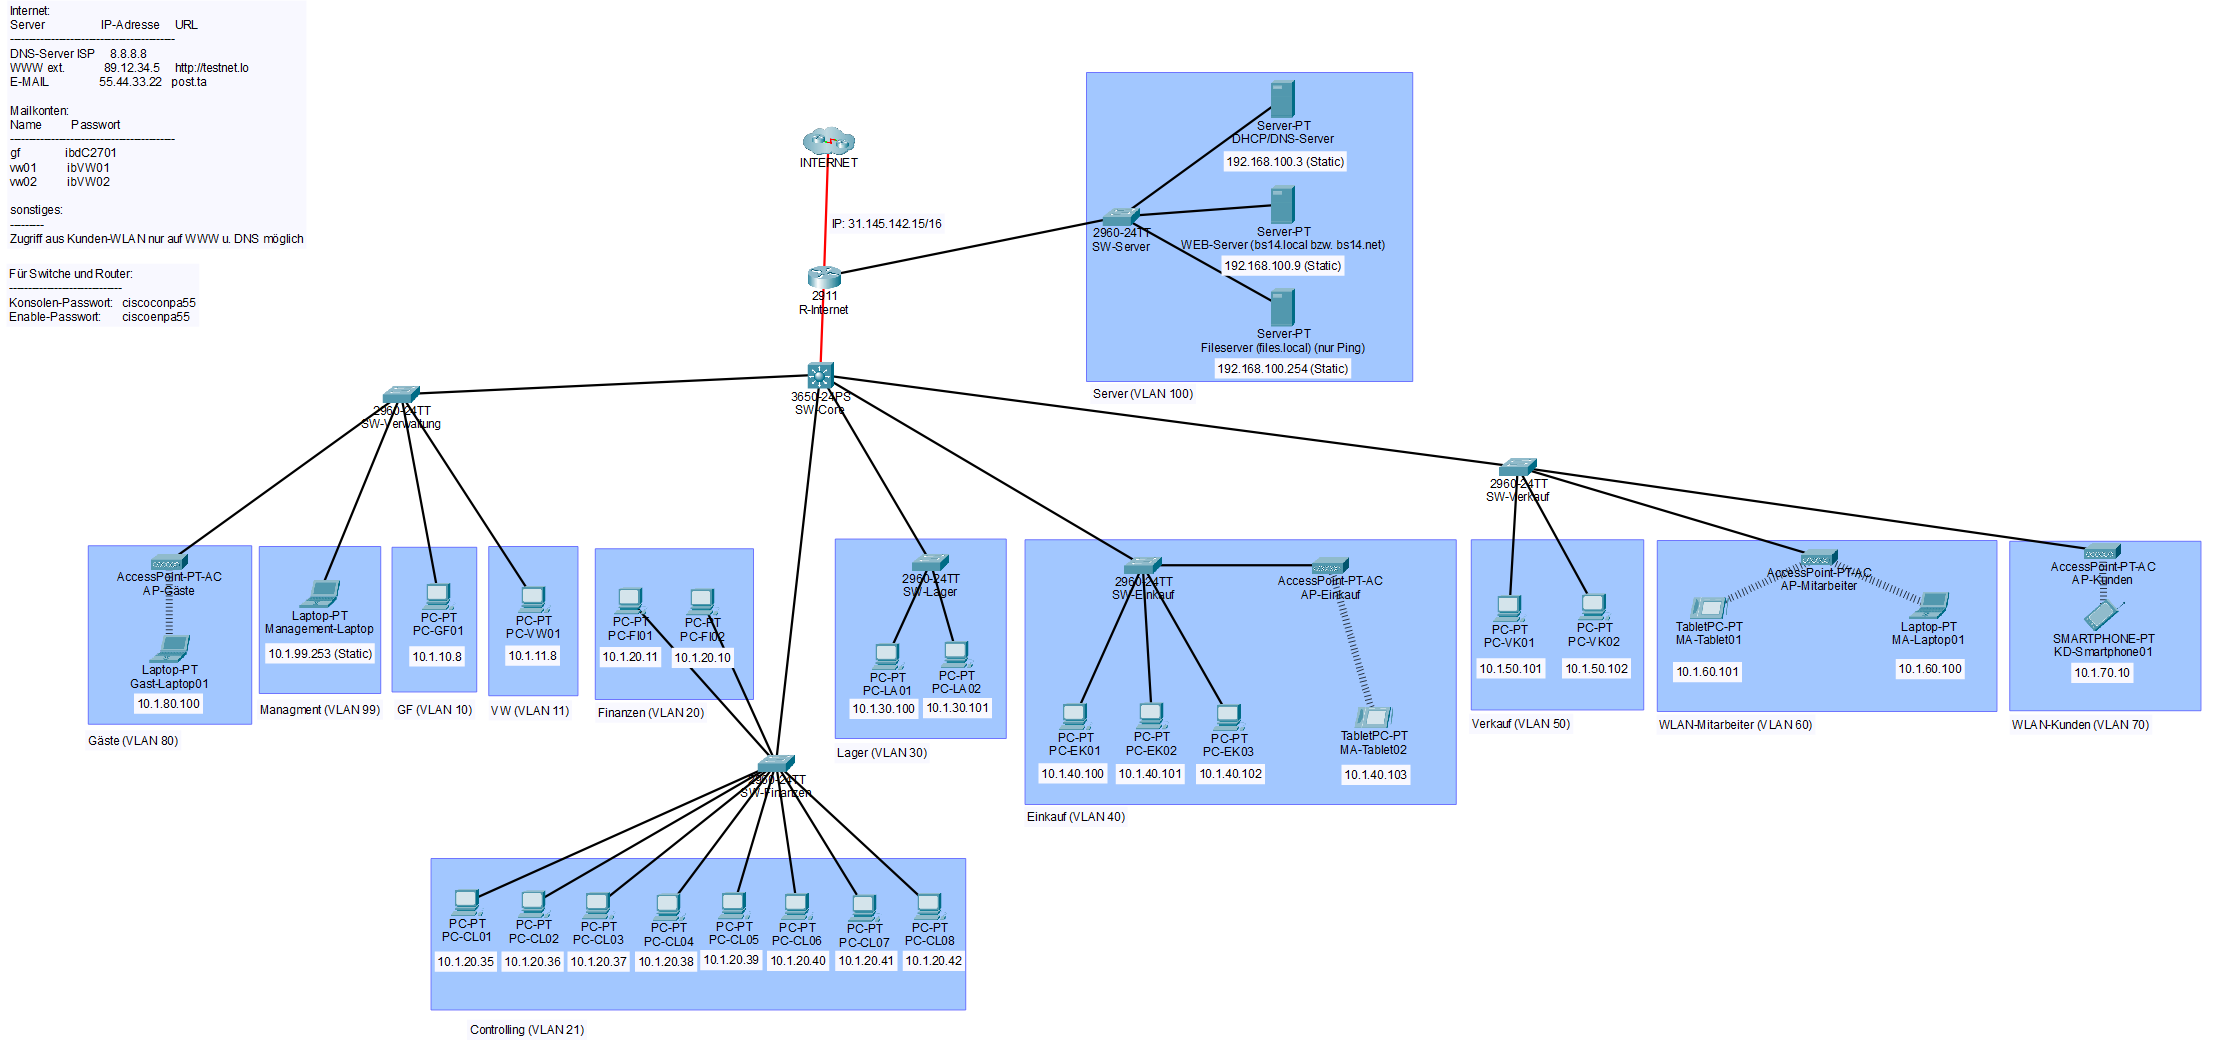 Internet:
Server IP-Adresse URL
--------------------------------------------
DNS-Server ISP 8.8.8.8
WWW ext. 89.12.34.5 http://testnet.lo
E-MAIL 55.44.33.22 post.ta
Mailkonten:
Name Passwort
--------------------------------------------
gf ibdC2701
vw01 ibVW01
vw02 ibVW02
sonstiges:
---------
Zugriff aus Kunden-WLAN nur auf WWW u. DNS möglich
Für Switche und Router:
------------------------------
Konsolen-Passwort: ciscoconpa55
Enable-Passwort: ciscoenpa55
INTERNET
IP: 31.145.142.15/16
2911
R-Internet
3650-24PS
SW-Core
2960-24TT
SW-Server
Server-PT
DHCP/DNS-Server
192.168.100.3 (Static)
Server-PT
WEB-Server (bs14.local bzw. bs14.net)
192.168.100.9 (Static)
Server-PT
Fileserver (files.local) (nur Ping)
192.168.100.254 (Static)
Server (VLAN 100)
2960-24TT
SW-Verwaltung
AccessPoint-PT-AC
AP-Gäste
Laptop-PT
Gast-Laptop01
10.1.80.100
Gäste (VLAN 80)
Laptop-PT
Management-Laptop
10.1.99.253 (Static)
Managment (VLAN 99)
PC-PT
PC-GF01
10.1.10.8
GF (VLAN 10)
PC-PT
PC-VW01
10.1.11.8
VW (VLAN 11)
PC-PT
PC-FI01
10.1.20.11
PC-PT
PC-FI02
10.1.20.10
Finanzen (VLAN 20)
2960-24TT
SW-Finanzen
2960-24TT
SW-Lager
PC-PT
PC-LA01
10.1.30.100
PC-PT
PC-LA02
10.1.30.101
Lager (VLAN 30)
2960-24TT
SW-Einkauf
AccessPoint-PT-AC
AP-Einkauf
PC-PT
PC-EK01
10.1.40.100
PC-PT
PC-EK02
10.1.40.101
PC-PT
PC-EK03
10.1.40.102
TabletPC-PT
MA-Tablet02
10.1.40.103
Einkauf (VLAN 40)
2960-24TT
SW-Verkauf
PC-PT
PC-VK01
10.1.50.101
PC-PT
PC-VK02
10.1.50.102
Verkauf (VLAN 50)
AccessPoint-PT-AC
AP-Mitarbeiter
TabletPC-PT
MA-Tablet01
10.1.60.101
Laptop-PT
MA-Laptop01
10.1.60.100
WLAN-Mitarbeiter (VLAN 60)
AccessPoint-PT-AC
AP-Kunden
SMARTPHONE-PT
KD-Smartphone01
10.1.70.10
WLAN-Kunden (VLAN 70)
PC-PT
PC-CL01
10.1.20.35
PC-PT
PC-CL02
10.1.20.36
PC-PT
PC-CL03
10.1.20.37
PC-PT
PC-CL04
10.1.20.38
PC-PT
PC-CL05
10.1.20.39
PC-PT
PC-CL06
10.1.20.40
PC-PT
PC-CL07
10.1.20.41
PC-PT
PC-CL08
10.1.20.42
Controlling (VLAN 21)